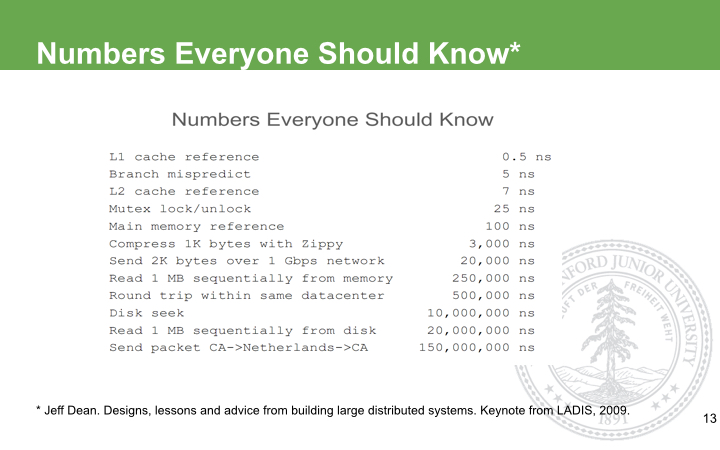 Numbers Everyone Should Know*
Numbers Everyone Should Know
L1 cache reference 0.5 ns
Branch mispredict 5 ns
L2 cache reference 7 ns
Mutex lock/unlock 25 ns
Main memory reference 100 ns
Compress 1K bytes with Zippy 3,000 ns
Send 2K bytes over 1 Gbps network 20,000 ns
Read 1 MB sequentially from memory 250,000 ns
Round trip within same datacenter 500,000 ns
Disk seek 10,000,000 ns
Read 1 MB sequentially from disk 20,000,000 ns
Send packet CA->Netherlands->CA 150,000,000 ns
NFORD JUNIOR UNIVERSITY
LUFT DER FREIHEIT WEHT
1891
* Jeff Dean. Designs, lessons and advice from building large distributed systems. Keynote from LADIS, 2009.
13